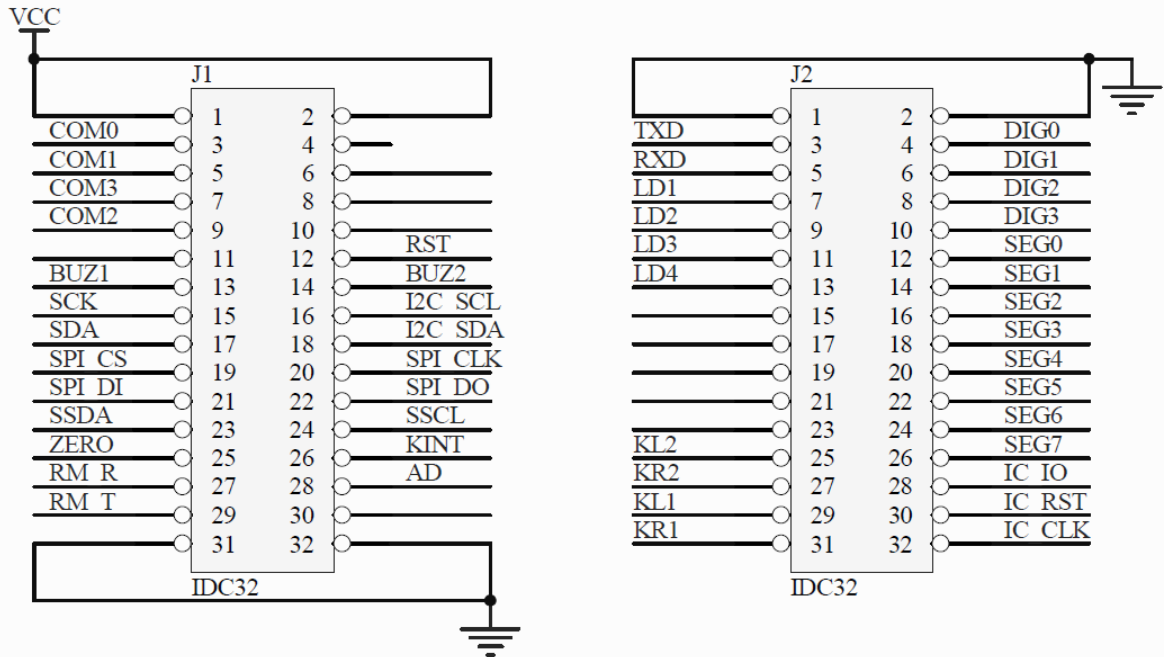 VCC
J1
1 2
COM0
3 4
COM1
5 6
COM3
7 8
COM2
9 10
RST
11 12
BUZ1 BUZ2
13 14
SCK I2C SCL
15 16
SDA I2C SDA
17 18
SPI CS SPI CLK
19 20
SPI DI SPI DO
21 22
SSDA SSCL
23 24
ZERO KINT
25 26
RM R AD
27 28
RM T
29 30
31 32
IDC32
J2
1 2
TXD DIG0
3 4
RXD DIG1
5 6
LD1 DIG2
7 8
LD2 DIG3
9 10
LD3 SEG0
11 12
LD4 SEG1
13 14
SEG2
15 16
SEG3
17 18
SEG4
19 20
SEG5
21 22
SEG6
23 24
KL2 SEG7
25 26
KR2 IC IO
27 28
KL1 IC RST
29 30
KR1 IC CLK
31 32
IDC32